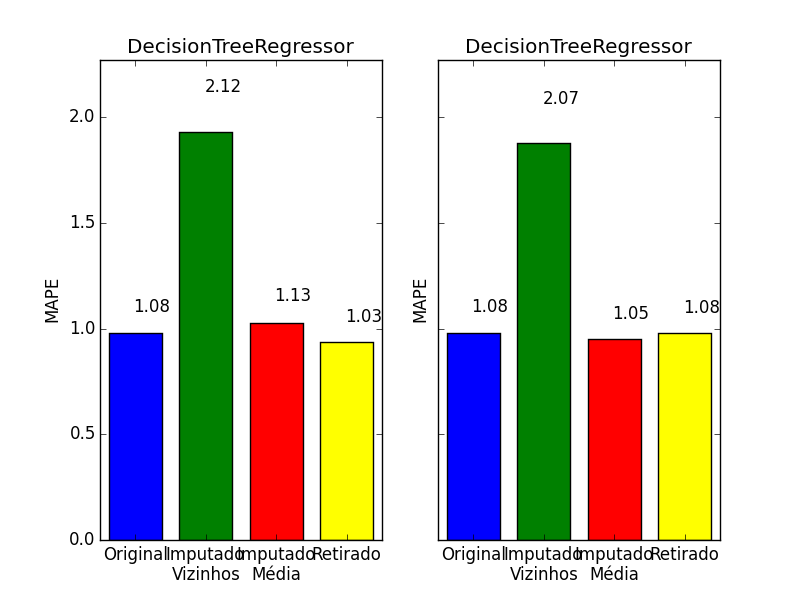 DecisionTreeRegressor
MAPE
2.0
1.5
1.0
0.5
0.0
1.08
2.12
1.13
1.03
Original
Imputado
Vizinhos
Imputado
Média
Retirado
DecisionTreeRegressor
MAPE
1.08
2.07
1.05
1.08
Original
Imputado
Vizinhos
Imputado
Média
Retirado